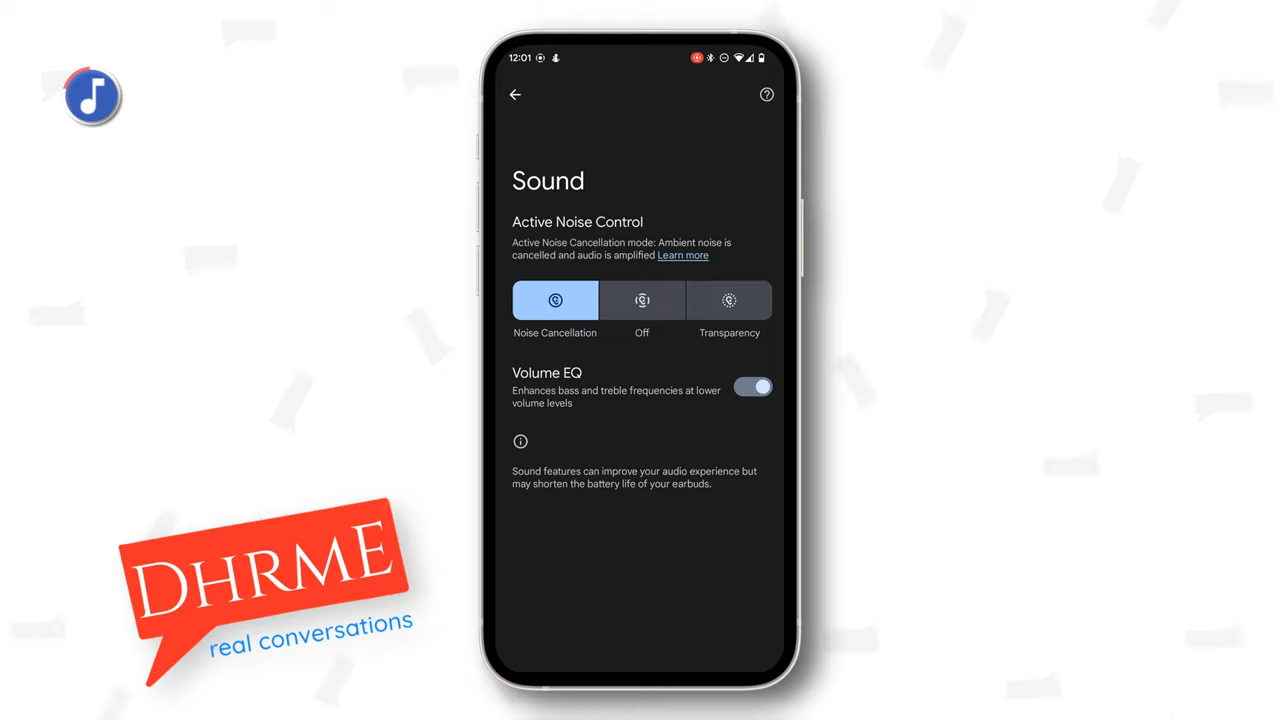 12:01
Sound
Active Noise Control
Active Noise Cancellation mode: Ambient noise is
cancelled and audio is amplified Learn more
Noise Cancellation
Off
Transparency
Volume EQ
Enhances bass and treble frequencies at lower
volume levels
Sound features can improve your audio experience but
may shorten the battery life of your earbuds.
DHRME
real conversations